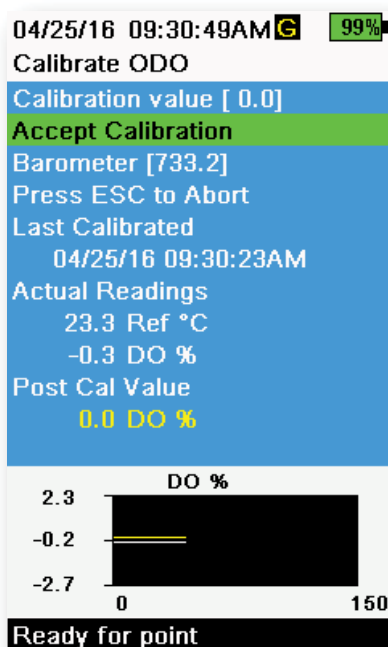 04/25/16 09:30:49AM G 99%
Calibrate ODO
Calibration value [ 0.0]
Accept Calibration
Barometer [733.2]
Press ESC to Abort
Last Calibrated
04/25/16 09:30:23AM
Actual Readings
23.3 Ref °C
-0.3 DO %
Post Cal Value
0.0 DO %
DO %
2.3
-0.2
-2.7
0 150
Ready for point